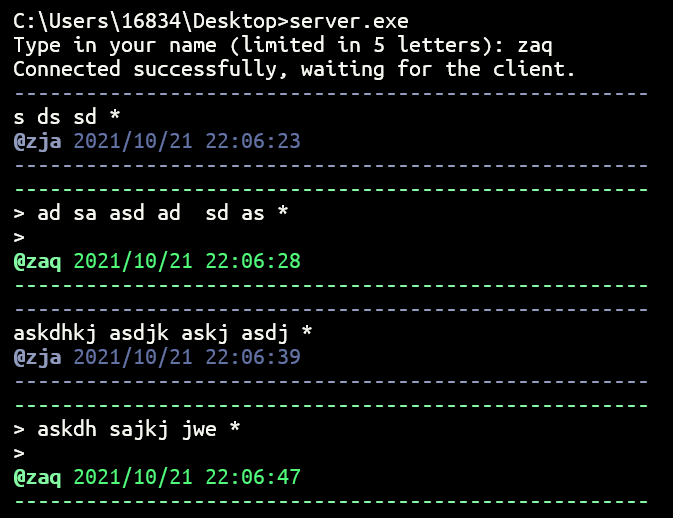 C:\Users\16834\Desktop>server.exe
Type in your name (limited in 5 letters): zaq
Connected successfully, waiting for the client.
-----------------------------------------------------
s ds sd *
@zja 2021/10/21 22:06:23
-----------------------------------------------------
-----------------------------------------------------
> ad sa asd ad  sd as *
>
@zaq 2021/10/21 22:06:28
-----------------------------------------------------
-----------------------------------------------------
askdhkj asdjk askj asdj *
@zja 2021/10/21 22:06:39
-----------------------------------------------------
-----------------------------------------------------
> askdh sajkj jwe *
>
@zaq 2021/10/21 22:06:47
-----------------------------------------------------